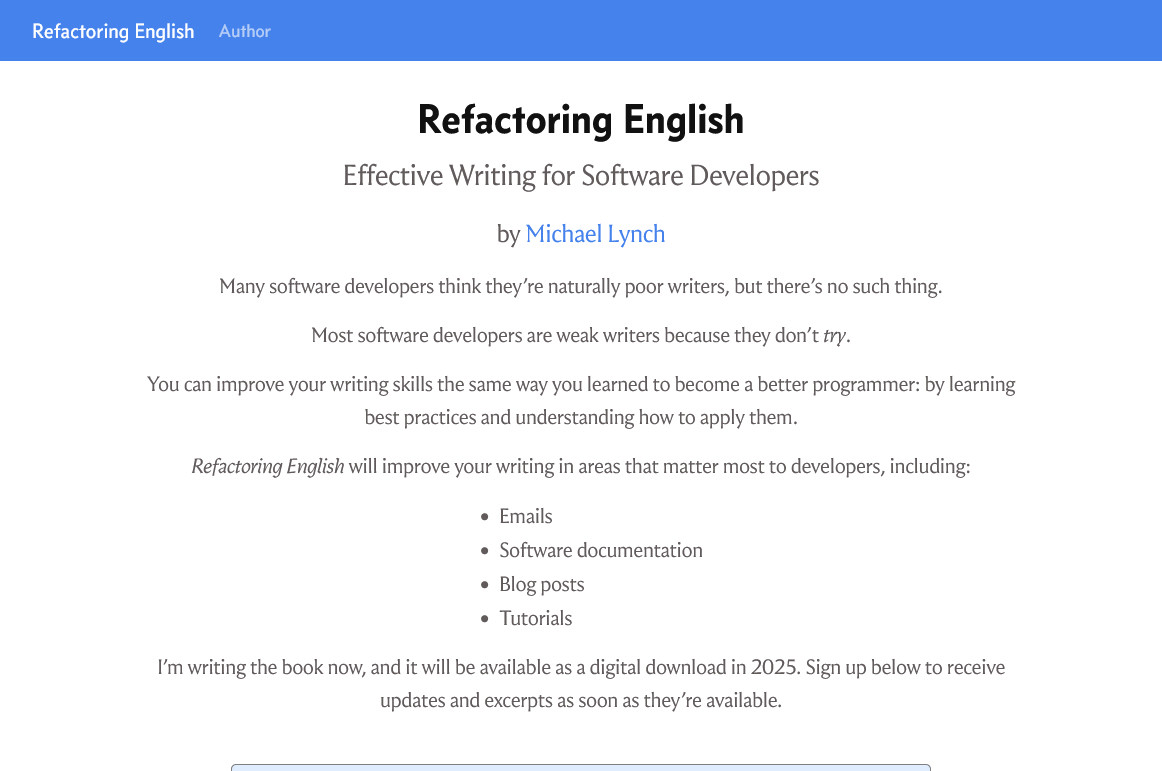 Refactoring English Author
Refactoring English
Effective Writing for Software Developers
by Michael Lynch
Many software developers think they’re naturally poor writers, but there’s no such thing.
Most software developers are weak writers because they don’t try.
You can improve your writing skills the same way you learned to become a better programmer: by learning
best practices and understanding how to apply them.
Refactoring English will improve your writing in areas that matter most to developers, including:
• Emails
• Software documentation
• Blog posts
• Tutorials
I’m writing the book now, and it will be available as a digital download in 2025. Sign up below to receive
updates and excerpts as soon as they’re available.